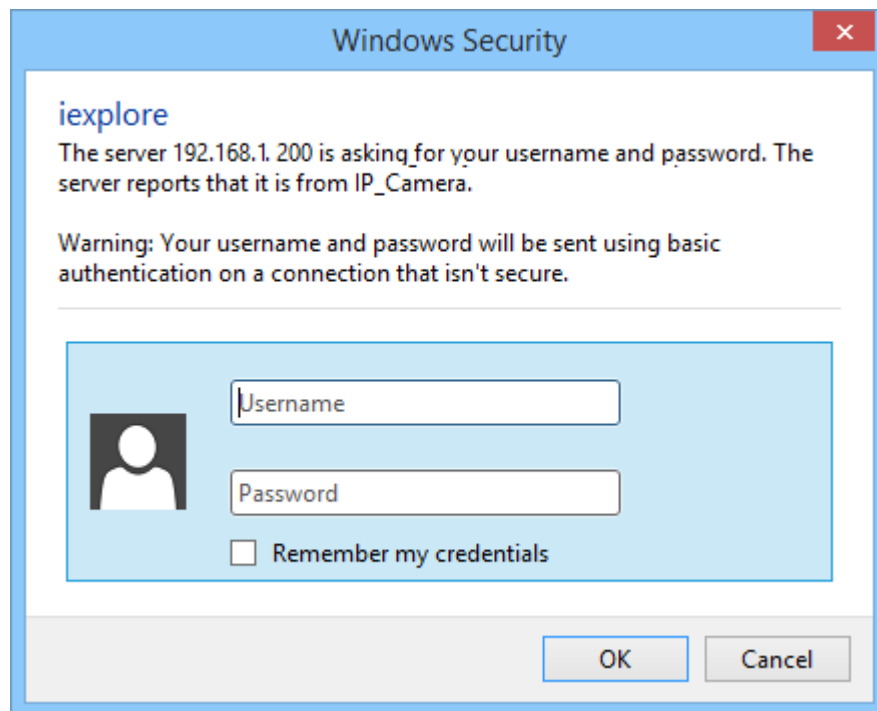 Windows Security
iexplore
The server 192.168.1. 200 is asking for your username and password. The
server reports that it is from IP_Camera.
Warning: Your username and password will be sent using basic
authentication on a connection that isn't secure.
Username
Password
Remember my credentials
OK
Cancel